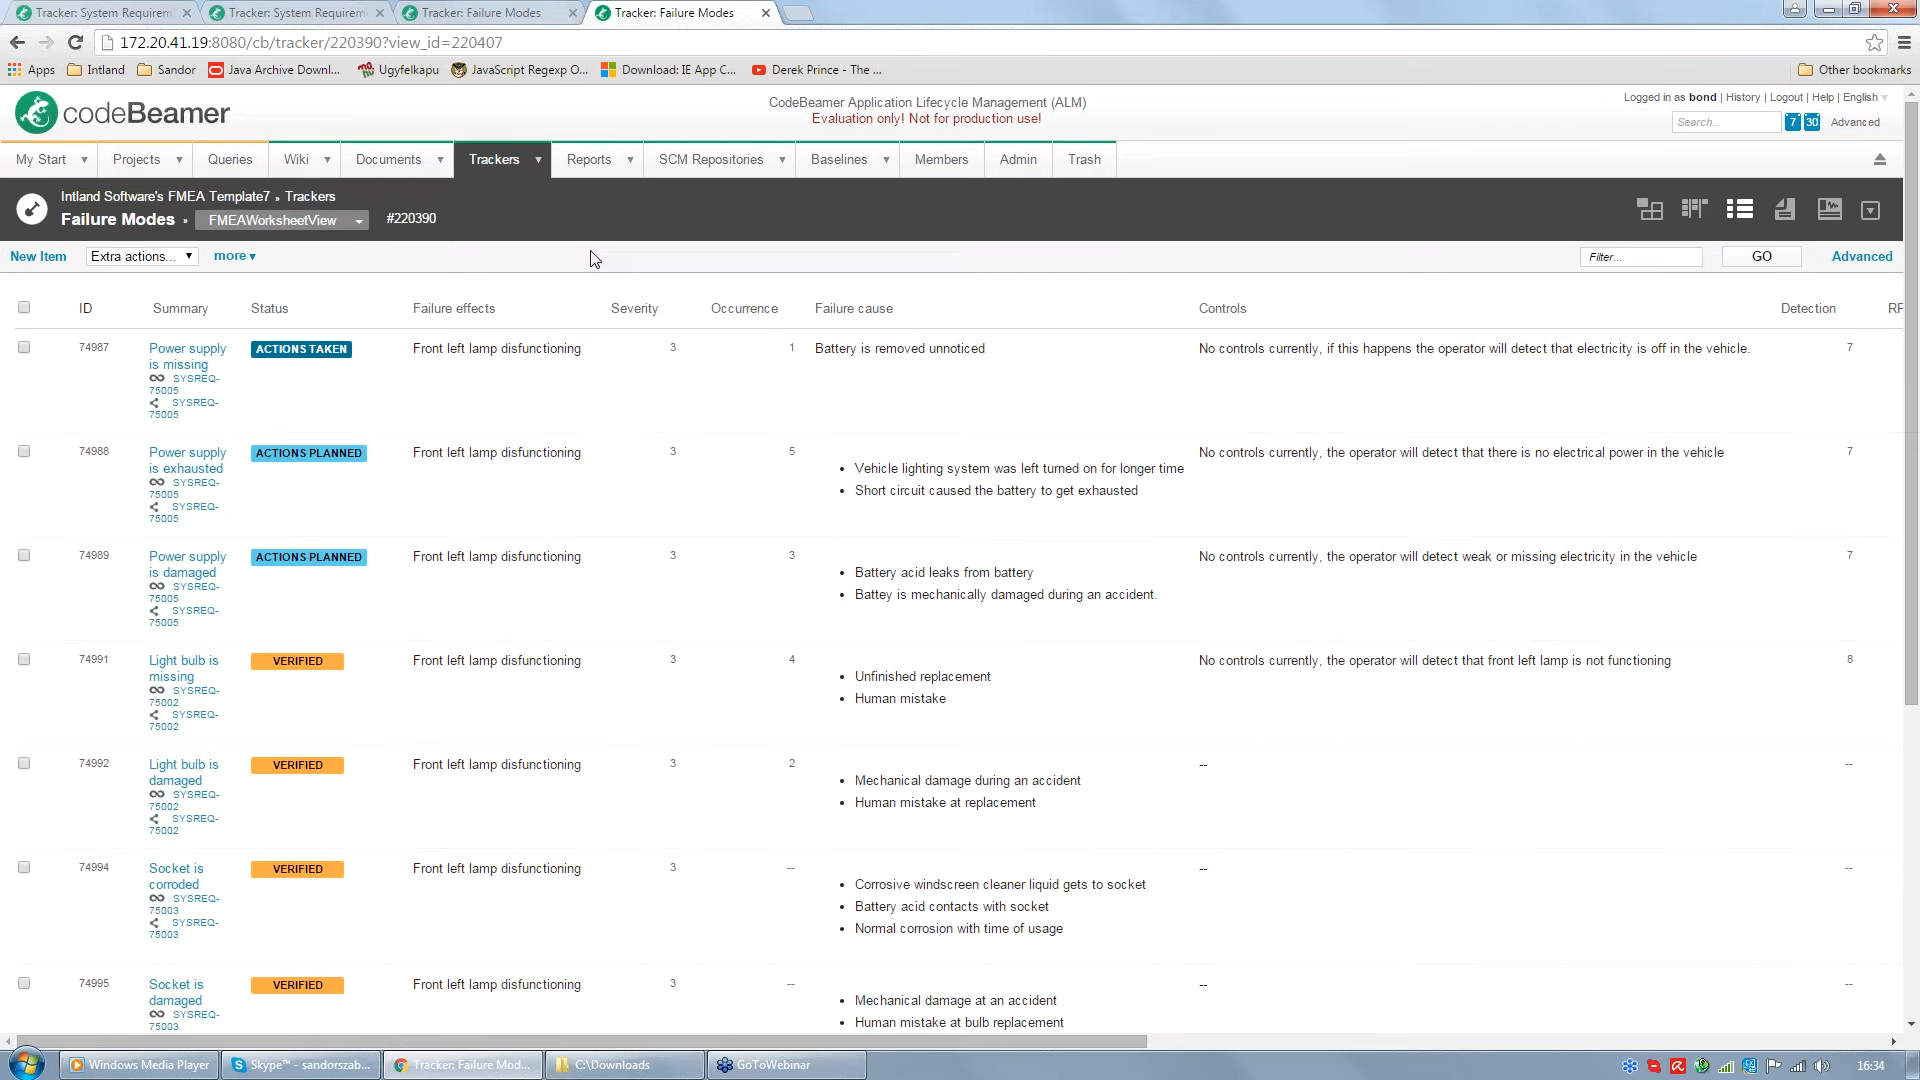 Tracker: System Requirem
Tracker: System Requirem
Tracker: Failure Modes
Tracker: Failure Modes
172.20.41.19:8080/cb/tracker/220390?view_id=220407
Apps Intland Sandor Java Archive Downl... Ugyfelkapu JavaScript Regexp O... Download: IE App C... Derek Prince - The ... Other bookmarks
codeBeamer
CodeBeamer Application Lifecycle Management (ALM)
Evaluation only! Not for production use!
Logged in as bond | History | Logout | Help | English
Search... 7 30 Advanced
My Start Projects Queries Wiki Documents Trackers Reports SCM Repositories Baselines Members Admin Trash
Intland Software's FMEA Template7 » Trackers
Failure Modes » FMEAWorksheetView #220390
New Item Extra actions... more Filter... GO Advanced
ID Summary Status Failure effects Severity Occurrence Failure cause Controls Detection RP
74987 Power supply is missing ACTIONS TAKEN Front left lamp disfunctioning 3 1 Battery is removed unnoticed No controls currently, if this happens the operator will detect that electricity is off in the vehicle. 7
SYSREQ-75005
SYSREQ-75005
74988 Power supply is exhausted ACTIONS PLANNED Front left lamp disfunctioning 3 5 No controls currently, the operator will detect that there is no electrical power in the vehicle 7
• Vehicle lighting system was left turned on for longer time
• Short circuit caused the battery to get exhausted
SYSREQ-75005
SYSREQ-75005
74989 Power supply is damaged ACTIONS PLANNED Front left lamp disfunctioning 3 3 No controls currently, the operator will detect weak or missing electricity in the vehicle 7
• Battery acid leaks from battery
• Battey is mechanically damaged during an accident.
SYSREQ-75005
SYSREQ-75005
74991 Light bulb is missing VERIFIED Front left lamp disfunctioning 3 4 No controls currently, the operator will detect that front left lamp is not functioning 8
• Unfinished replacement
• Human mistake
SYSREQ-75002
SYSREQ-75002
74992 Light bulb is damaged VERIFIED Front left lamp disfunctioning 3 2 -- --
• Mechanical damage during an accident
• Human mistake at replacement
SYSREQ-75002
SYSREQ-75002
74994 Socket is corroded VERIFIED Front left lamp disfunctioning 3 -- -- --
• Corrosive windscreen cleaner liquid gets to socket
• Battery acid contacts with socket
• Normal corrosion with time of usage
SYSREQ-75003
SYSREQ-75003
74995 Socket is damaged VERIFIED Front left lamp disfunctioning 3 -- -- --
• Mechanical damage at an accident
• Human mistake at bulb replacement
SYSREQ-75003
Windows Media Player Skype™ - sandorszab... Tracker: Failure Mod... C:\Downloads GoToWebinar 16:34